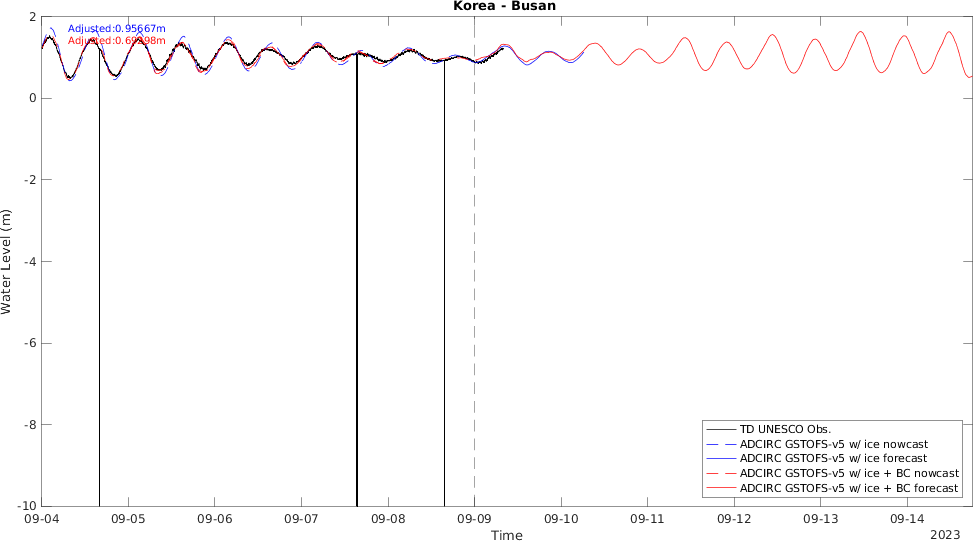 Korea - Busan
Adjusted:0.95667m
2
0
-2
-4
-6
-8
-10
Water Level (m)
09-04
09-05
09-06
09-07
09-08
09-09
09-10
09-11
09-12
09-13
09-14
Time
2023
TD UNESCO Obs.
ADCIRC GSTOFS-v5 w/ ice nowcast
ADCIRC GSTOFS-v5 w/ ice forecast
ADCIRC GSTOFS-v5 w/ ice + BC nowcast
ADCIRC GSTOFS-v5 w/ ice + BC forecast